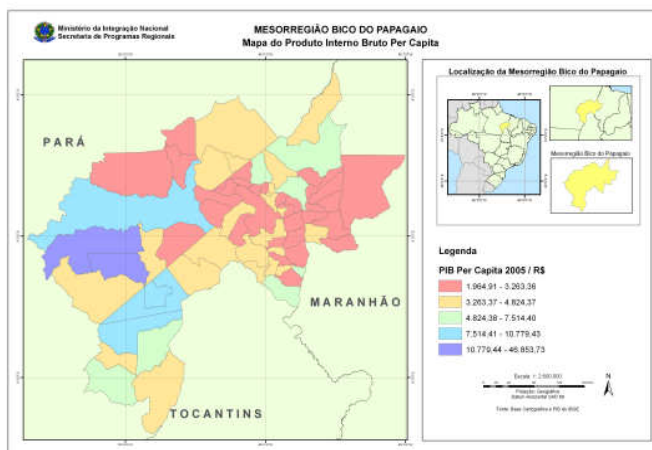 Ministério da Integração Nacional
Secretaria de Programas Regionais
MESORREGIÃO BICO DO PAPAGAIO
Mapa do Produto Interno Bruto Per Capita
PARÁ
MARANHÃO
TOCANTINS
Localização da Mesorregião Bico do Papagaio
Mesorregião Bico do Papagaio
Legenda
PIB Per Capita 2005 / R$
1.964,91 - 3.263,36
3.263,37 - 4.824,37
4.824,38 - 7.514,40
7.514,41 - 10.779,43
10.779,44 - 46.853,73
N